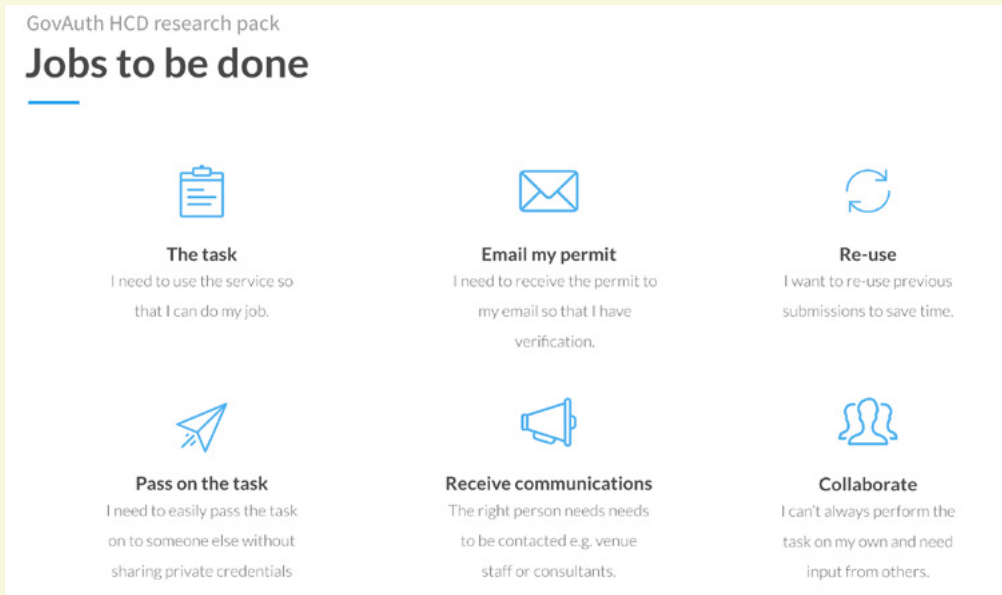 GovAuth HCD research pack
Jobs to be done
The task
I need to use the service so
that I can do my job.
Email my permit
I need to receive the permit to
my email so that I have
verification.
Re-use
I want to re-use previous
submissions to save time.
Pass on the task
I need to easily pass the task
on to someone else without
sharing private credentials
Receive communications
The right person needs needs
to be contacted e.g. venue
staff or consultants.
Collaborate
I can't always perform the
task on my own and need
input from others.